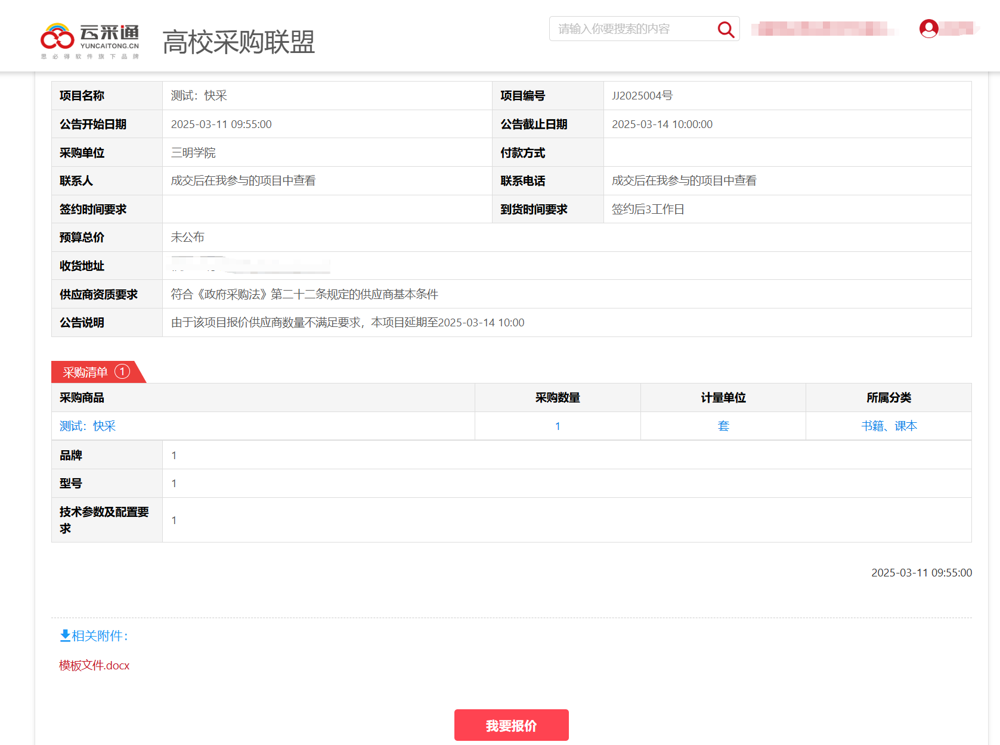 云采通
YUNCAITONG.CN
思必得软件旗下品牌
高校采购联盟
请输入你要搜索的内容
项目名称 测试：快采 项目编号 JJ2025004号
公告开始日期 2025-03-11 09:55:00 公告截止日期 2025-03-14 10:00:00
采购单位 三明学院 付款方式
联系人 成交后在我参与的项目中查看 联系电话 成交后在我参与的项目中查看
签约时间要求 到货时间要求 签约后3工作日
预算总价 未公布
收货地址
供应商资质要求 符合《政府采购法》第二十二条规定的供应商基本条件
公告说明 由于该项目报价供应商数量不满足要求，本项目延期至2025-03-14 10:00
采购清单 1
采购商品 采购数量 计量单位 所属分类
测试：快采 1 套 书籍、课本
品牌 1
型号 1
技术参数及配置要
求 1
2025-03-11 09:55:00
相关附件：
模板文件.docx
我要报价